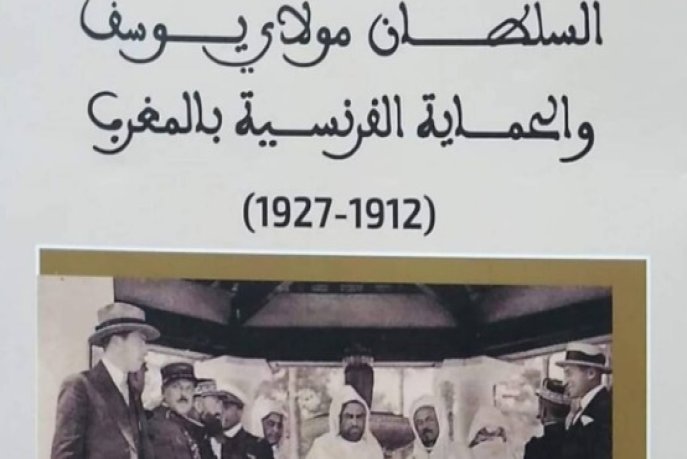 السلطان مولاي يوسف
والحماية الفرنسية بالمغرب
(1912-1927)